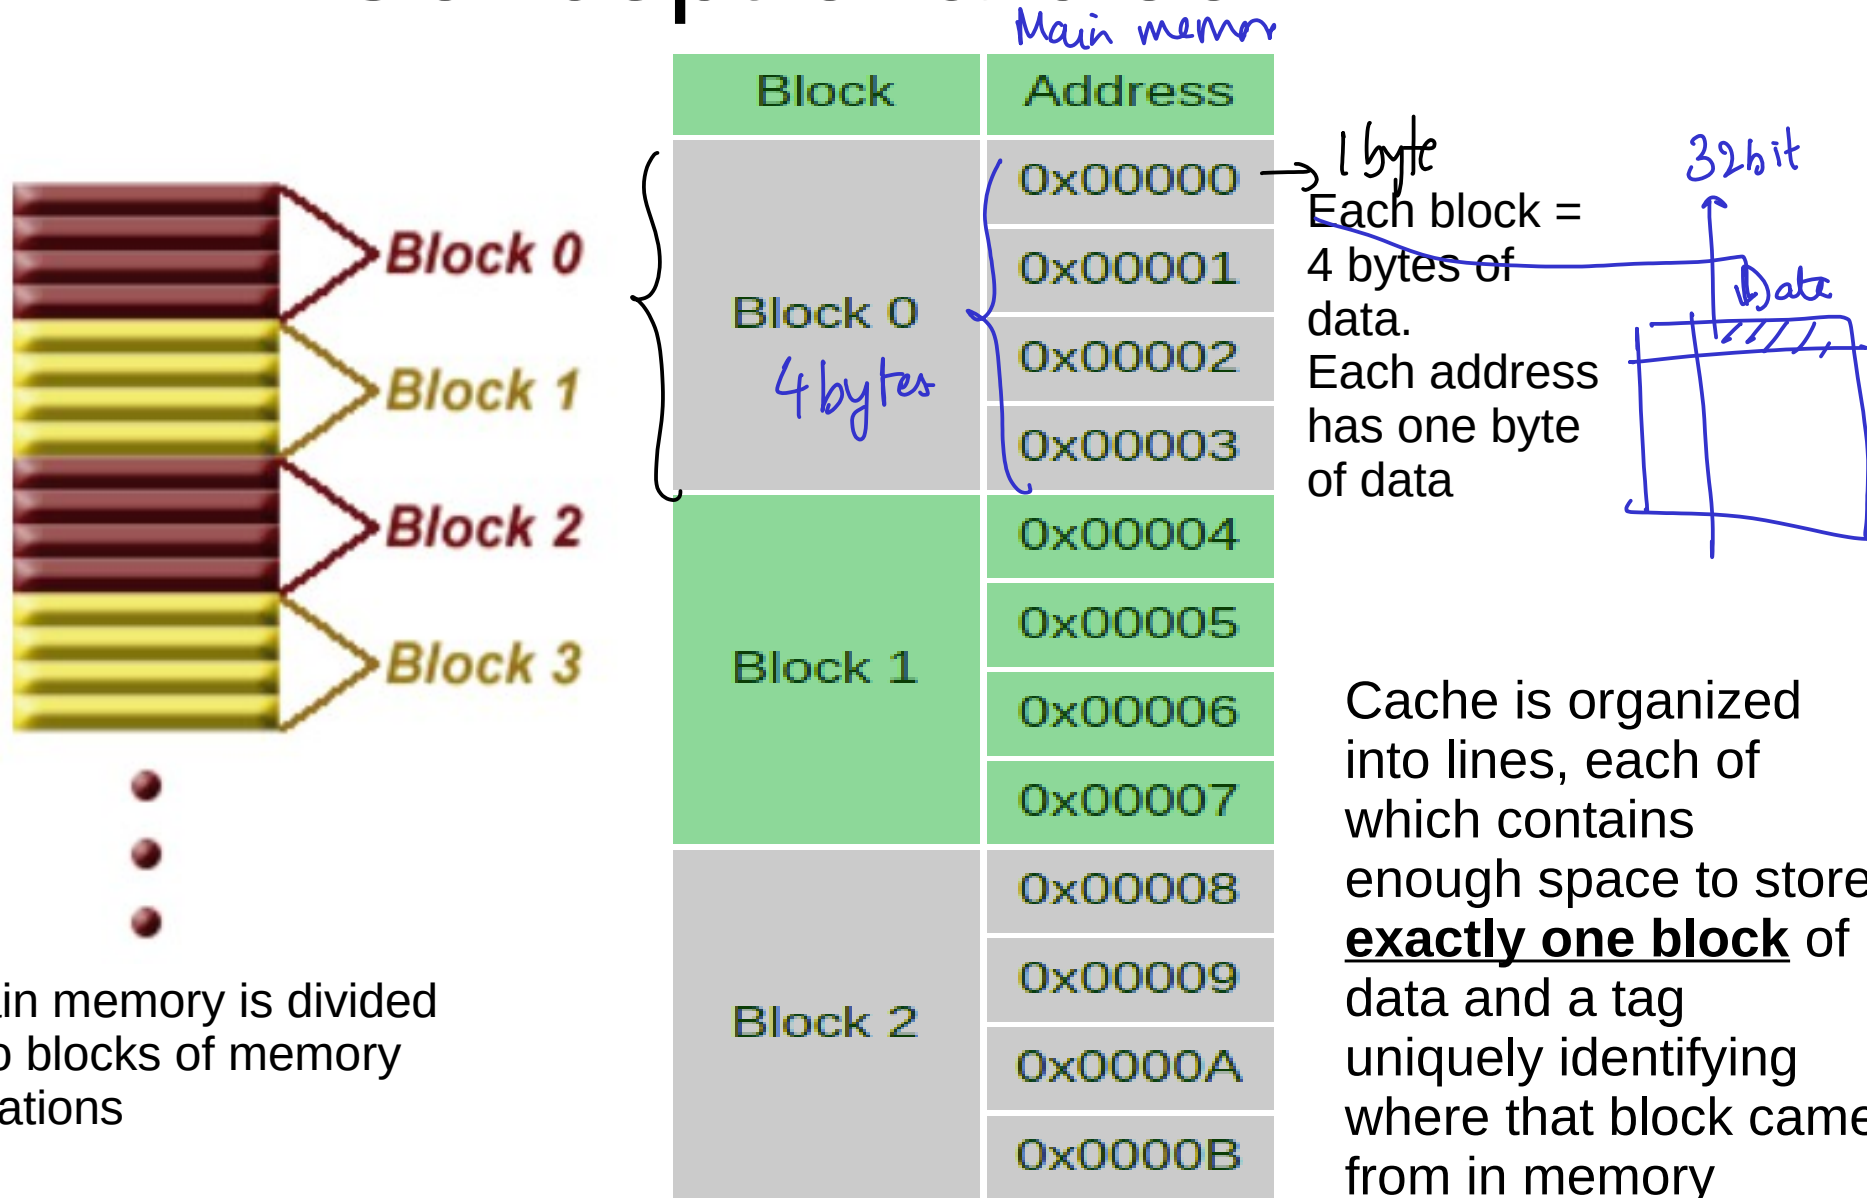 Main memor
Block Address
Block 0
Block 1
Block 2
Block 3
Block 0
4 bytes
0x00000
0x00001
0x00002
0x00003
Block 1
0x00004
0x00005
0x00006
0x00007
Block 2
0x00008
0x00009
0x0000A
0x0000B
1 byte
Each block =
4 bytes of
data.
Each address
has one byte
of data
32bit
Data
ain memory is divided
o blocks of memory
ations
Cache is organized
into lines, each of
which contains
enough space to store
exactly one block of
data and a tag
uniquely identifying
where that block came
from in memory